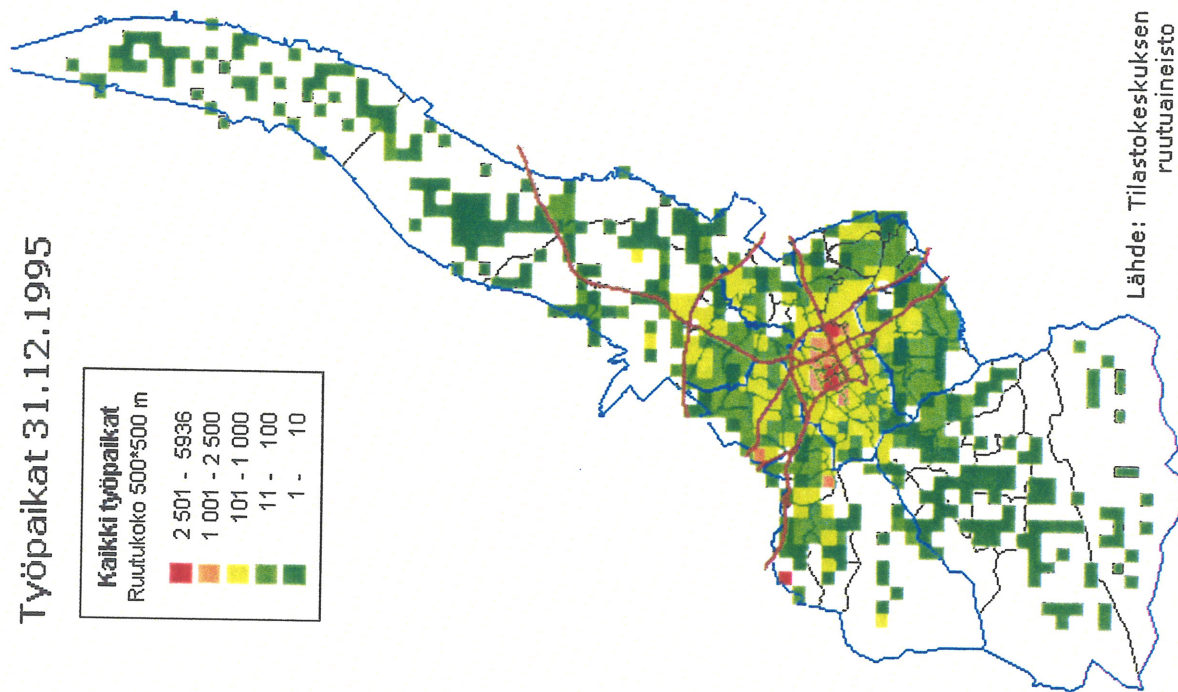 Työpaikat 31.12.1995
Kaikki työpaikat
Ruutukoko 500*500 m
2 501 - 5936
1 001 - 2 500
101 - 1 000
11 - 100
1 - 10
Lähde: Tilastokeskuksen
ruutuaineisto